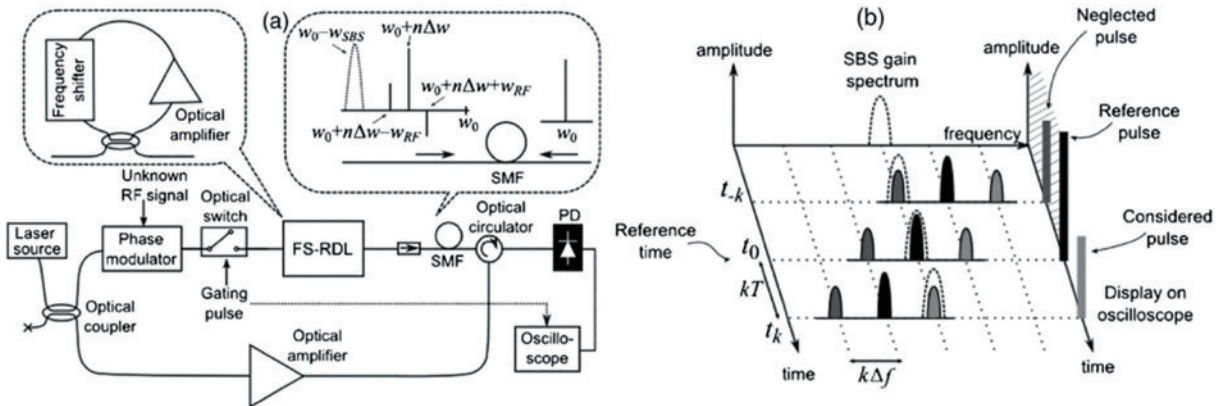 (a)
Frequency
shifter
Optical
amplifier
w₀−w_SBS
w₀+nΔw
w₀+nΔw+w_RF
w₀+nΔw−w_RF
w₀
w₀
SMF
Unknown
RF signal
Optical
switch
Laser
source
Phase
modulator
FS-RDL
SMF
Optical
circulator
PD
Gating
pulse
Optical
coupler
Optical
amplifier
Oscillo-
scope
(b)
amplitude
SBS gain
spectrum
amplitude
Neglected
pulse
Reference
pulse
frequency
t₋k
Reference
time
t₀
kT
tk
Considered
pulse
Display on
oscilloscope
time
kΔf
time